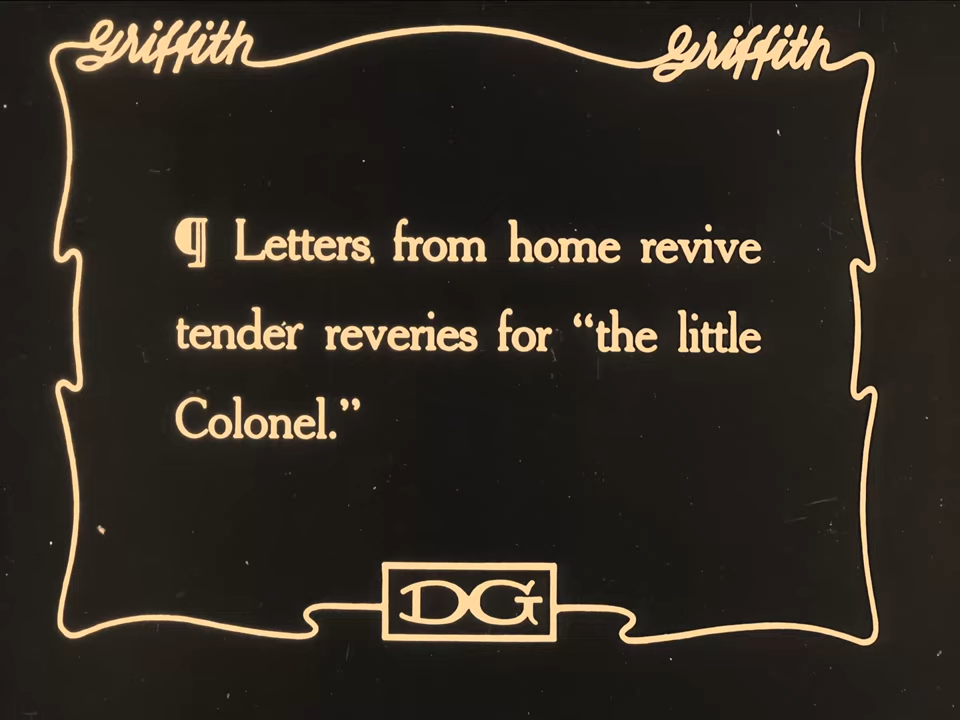 Griffith Griffith
¶ Letters from home revive
tender reveries for “the little
Colonel.”
DG